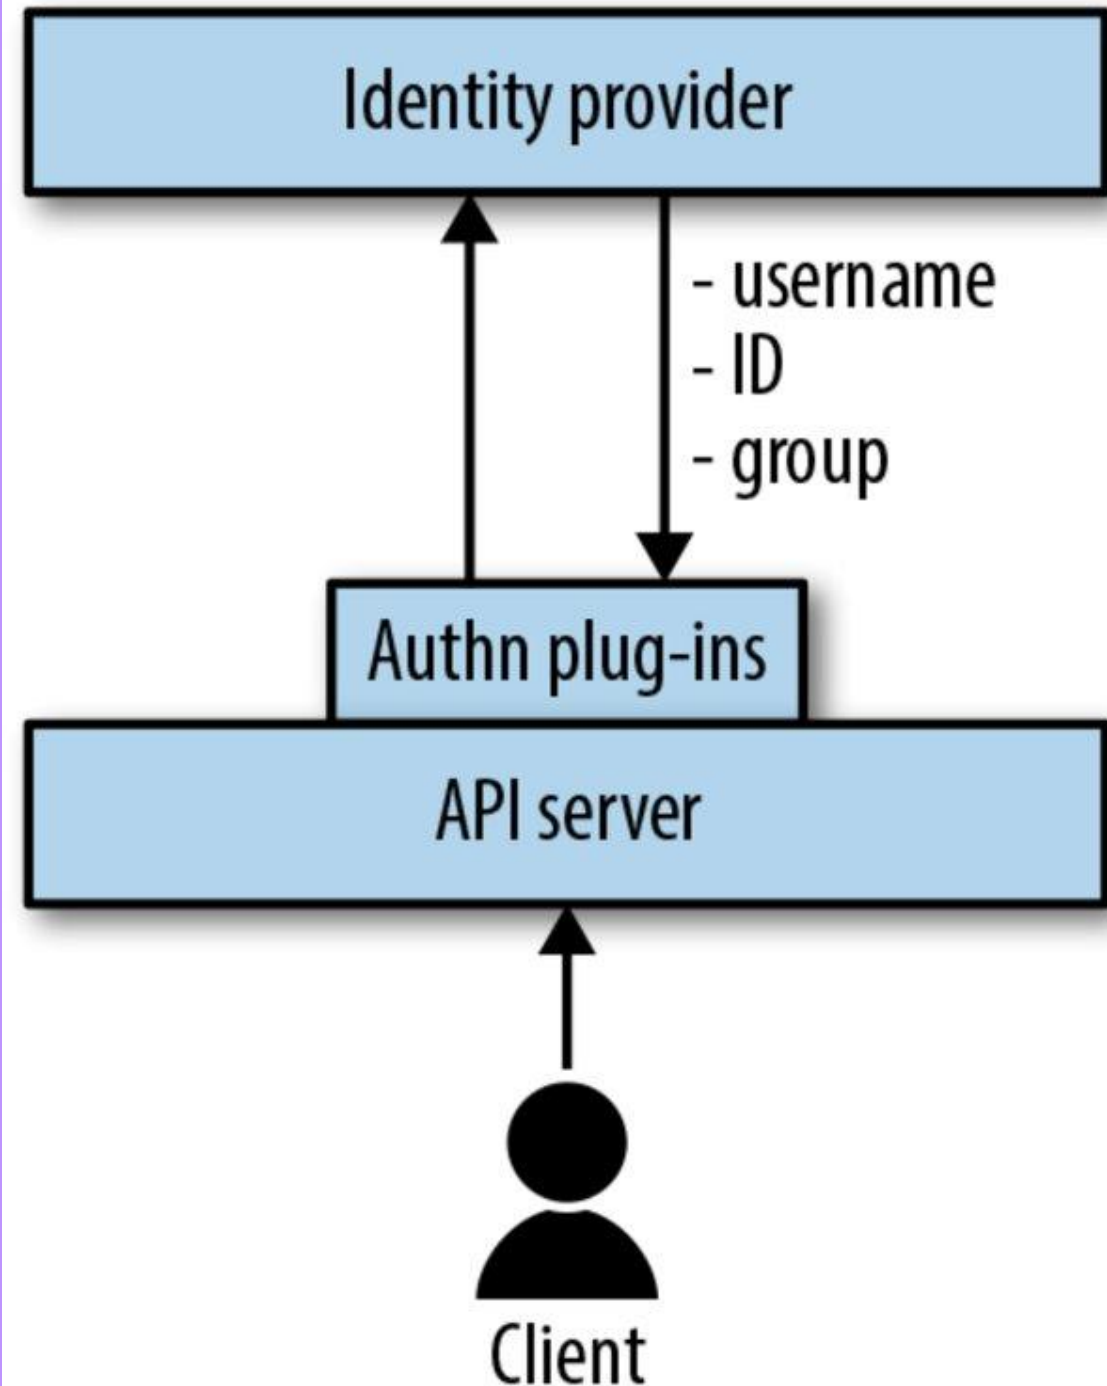 Identity provider
- username
- ID
- group
Authn plug-ins
API server
Client